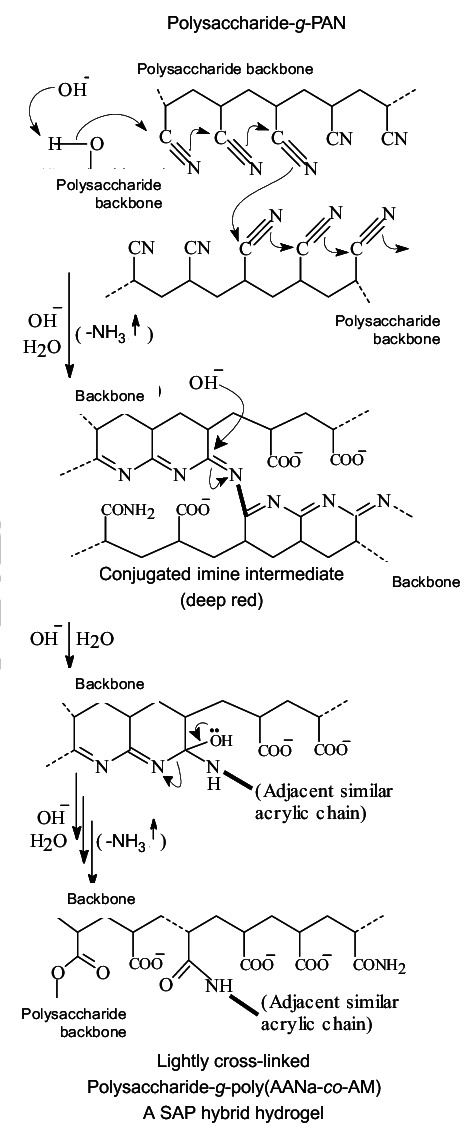 Polysaccharide-g-PAN
Polysaccharide backbone
OH-
H O
C C C CN CN
N N N
Polysaccharide
backbone
CN CN N N N
C C C
OH-
H2O
(-NH3 )
Polysaccharide
backbone
Backbone )
OH-
COO- COO-
N N N
CONH2 COO- N N N
Conjugated imine intermediate
(deep red)
Backbone
OH- H2O
Backbone
OH
COO- COO-
N N N
H
(Adjacent similar
acrylic chain)
OH-
H2O
(-NH3 )
Backbone
O O COO- O NH COO- COO- CONH2
Polysaccharide
backbone
(Adjacent similar
acrylic chain)
Lightly cross-linked
Polysaccharide-g-poly(AANa-co-AM)
A SAP hybrid hydrogel